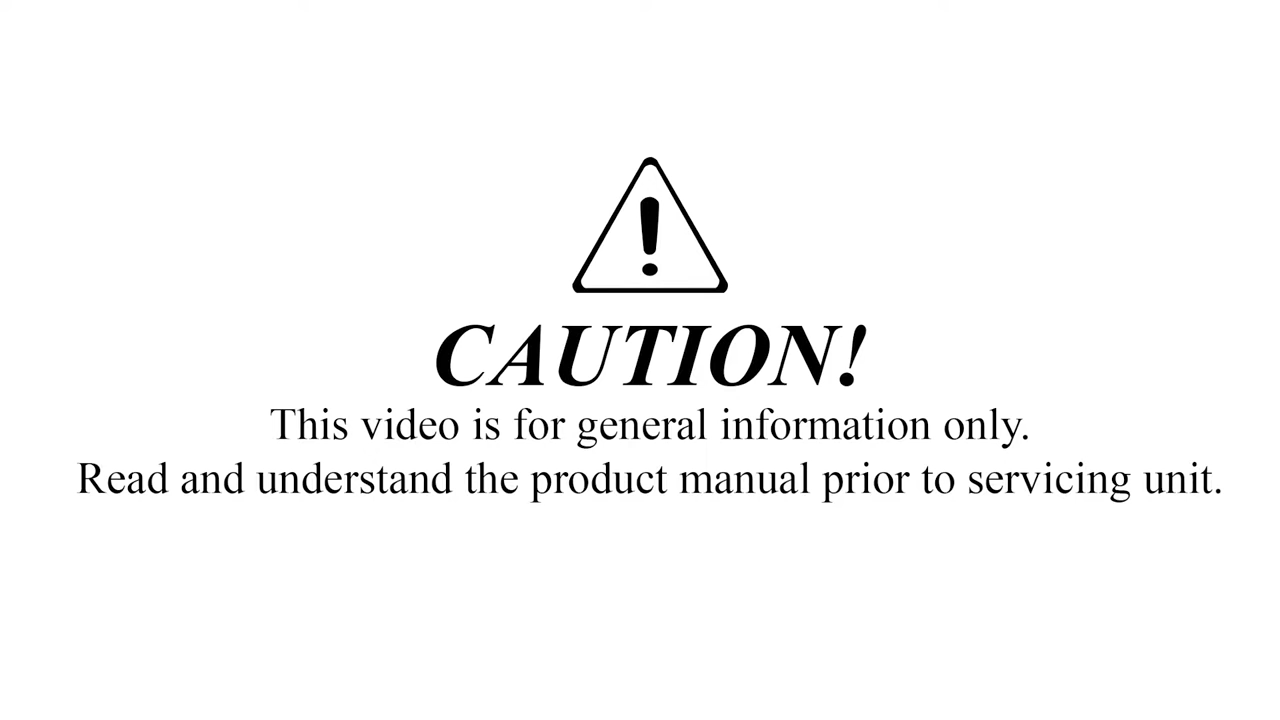 CAUTION!
This video is for general information only.
Read and understand the product manual prior to servicing unit.